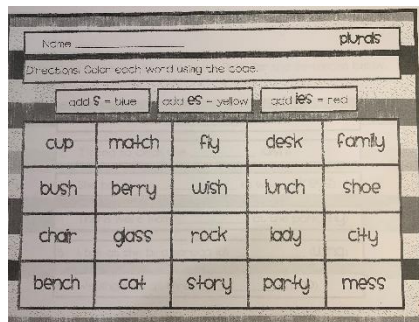 Name
plurals
Directions: Color each word using the code.
add s = blue
add es = yellow
add ies = red
cup match fly desk family
bush berry wish lunch shoe
chair glass rock lady city
bench cat story party mess